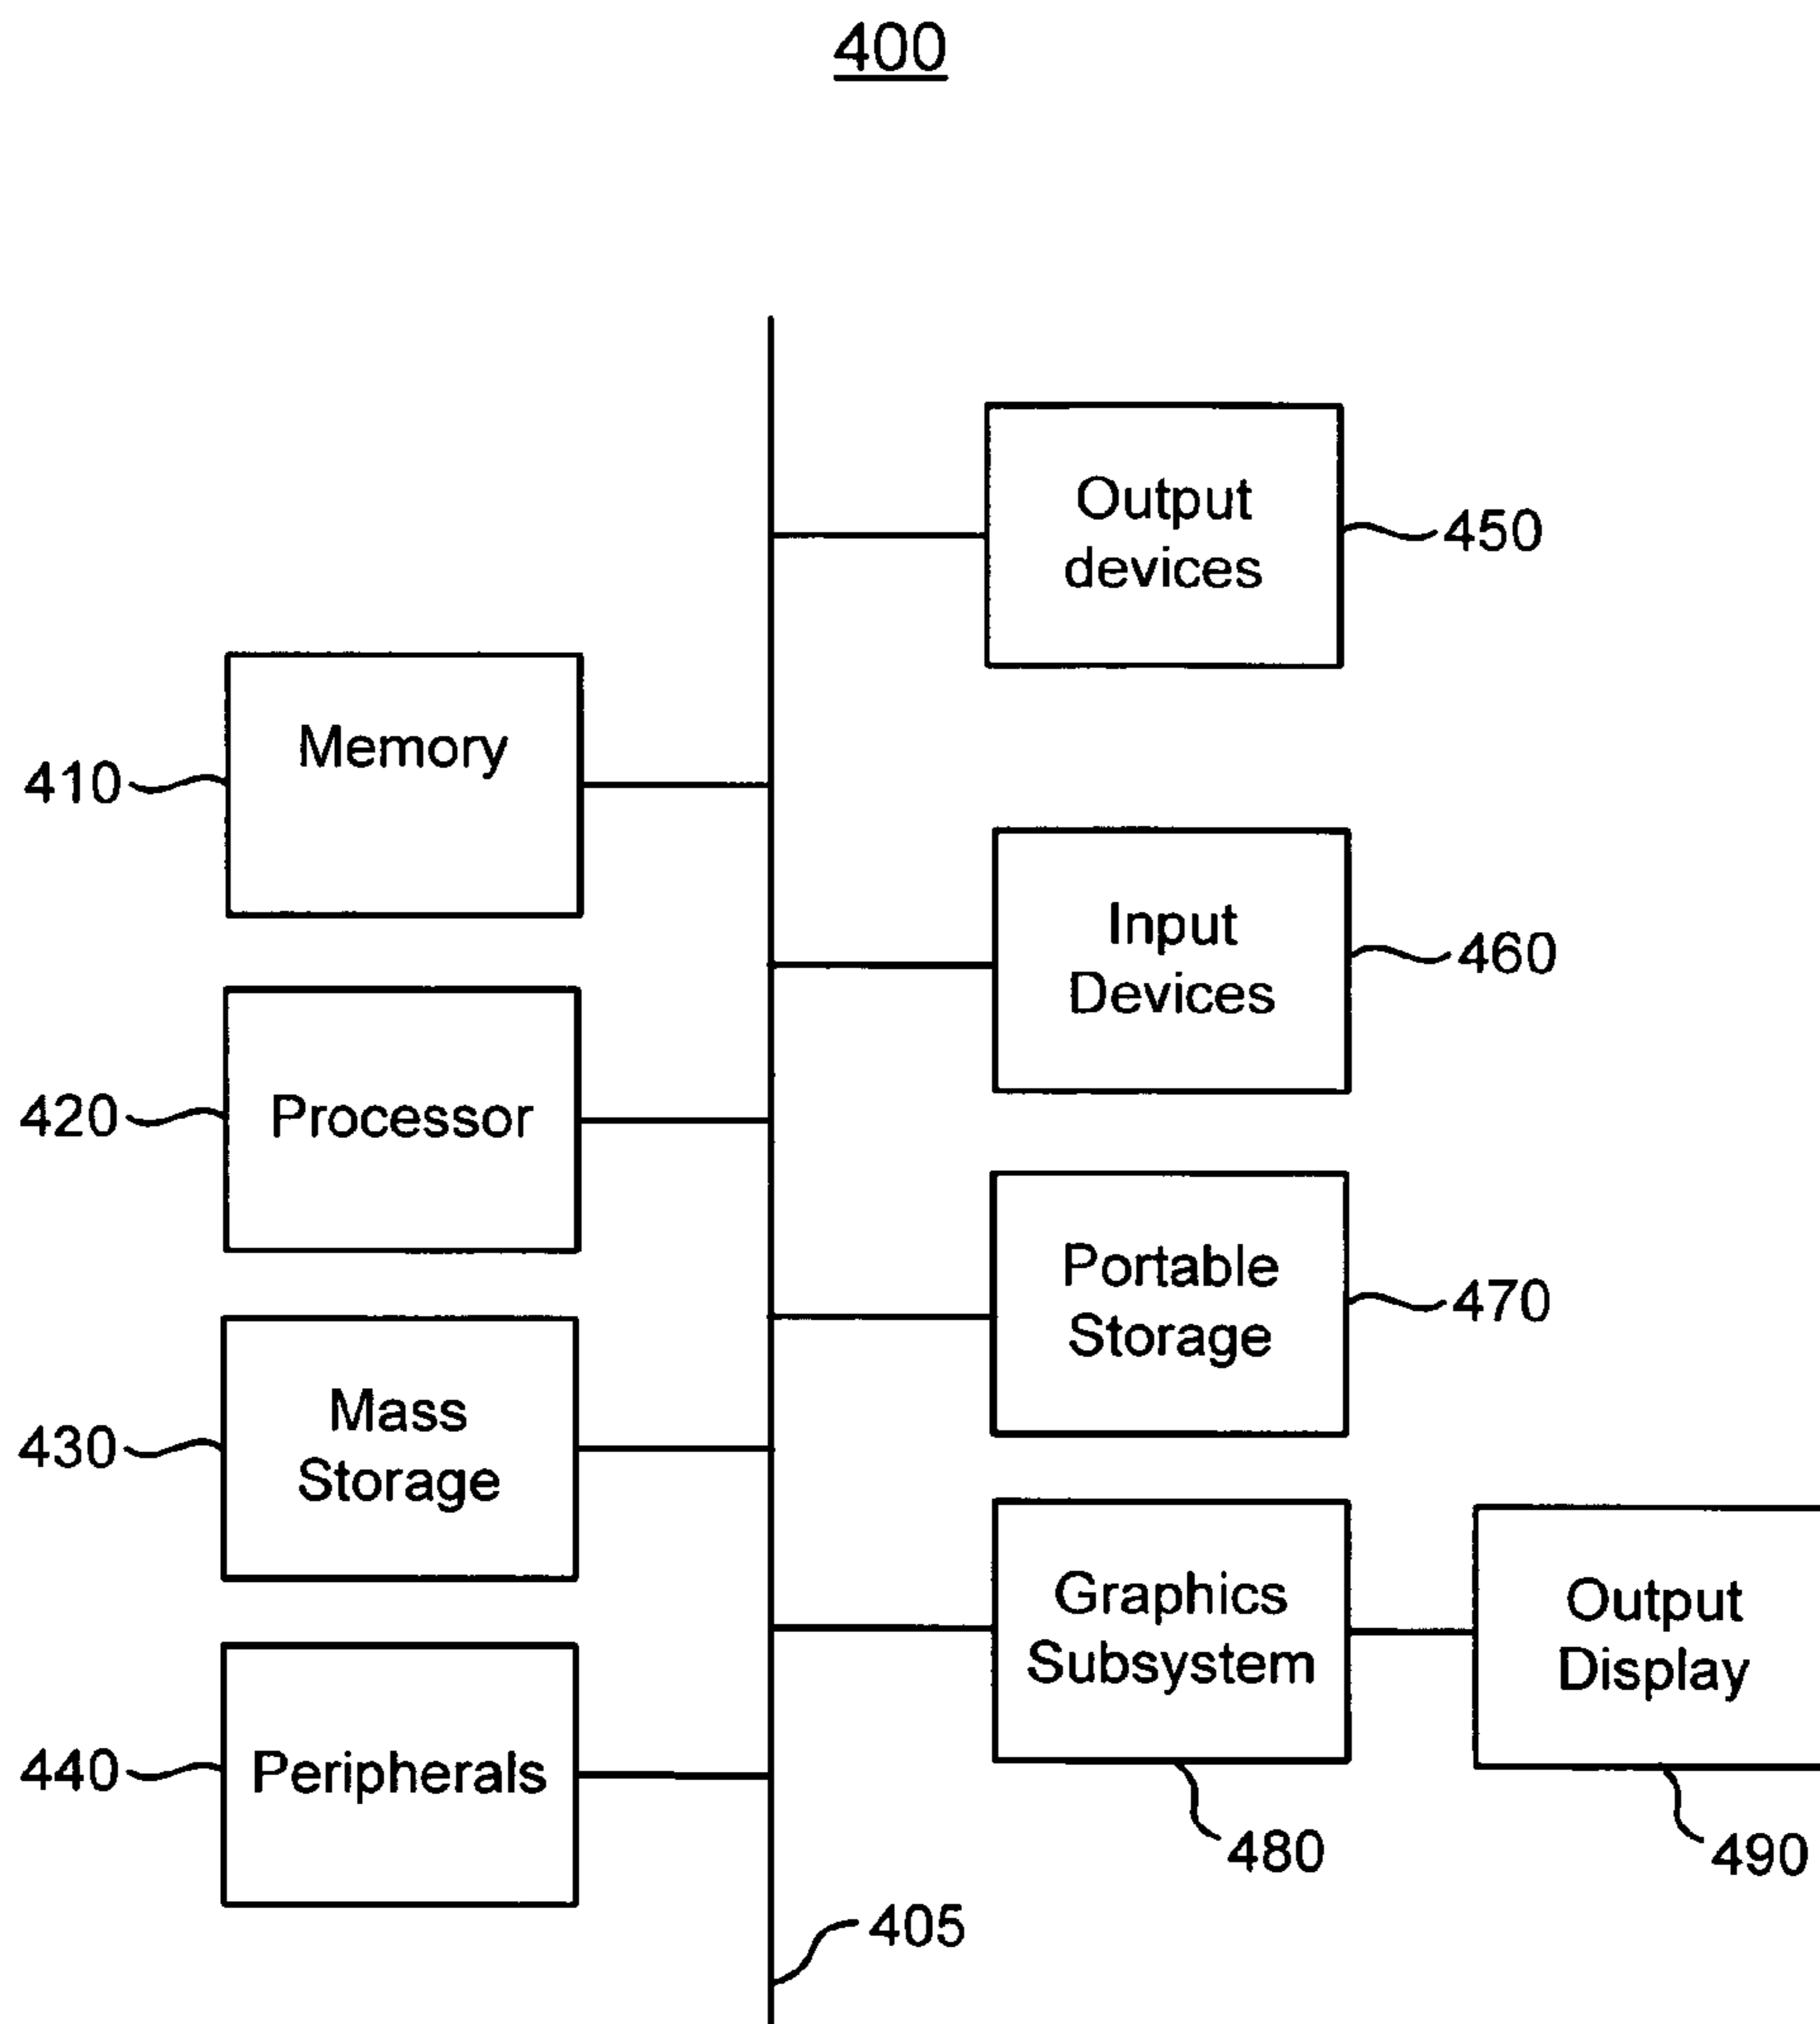 400
Output
devices
450
Memory
410
Input
Devices
460
Processor
420
Portable
Storage
470
Mass
Storage
430
Graphics
Subsystem
480
Output
Display
490
Peripherals
440
405